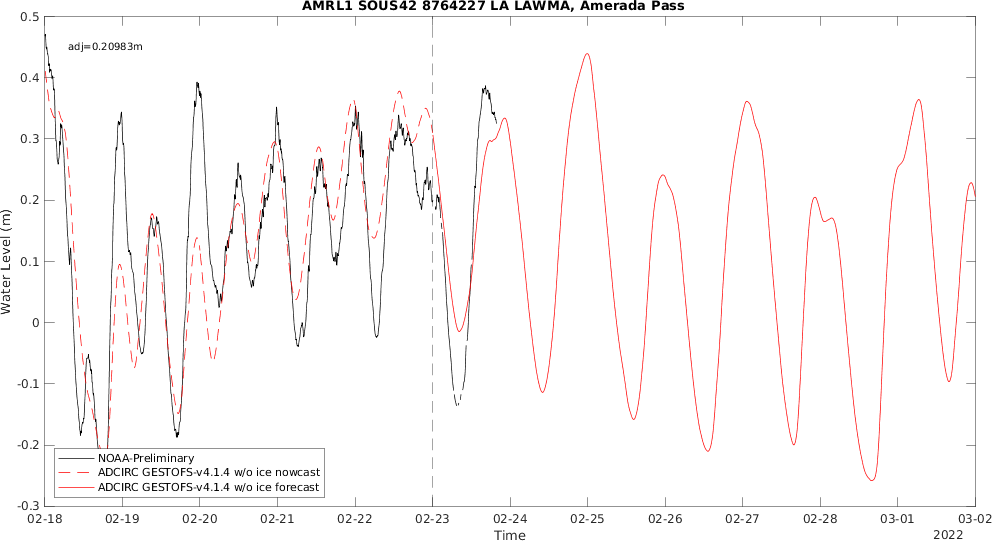 AMRL1 SOUS42 8764227 LA LAWMA, Amerada Pass
adj=0.20983m
Water Level (m)
0.5
0.4
0.3
0.2
0.1
0
-0.1
-0.2
-0.3
NOAA-Preliminary
ADCIRC GESTOFS-v4.1.4 w/o ice nowcast
ADCIRC GESTOFS-v4.1.4 w/o ice forecast
02-18 02-19 02-20 02-21 02-22 02-23 02-24 02-25 02-26 02-27 02-28 03-01 03-02
Time
2022